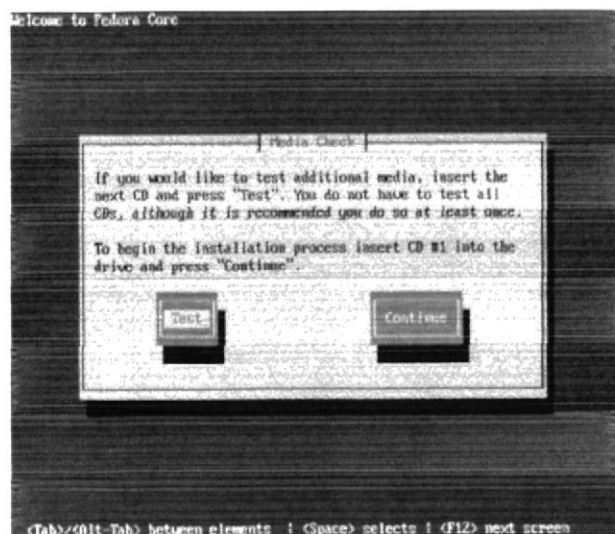 Welcome to Fedora Core
Media Check
If you would like to test additional media, insert the
next CD and press "Test". You do not have to test all
CDs, although it is recommended you do so at least once.
To begin the installation process insert CD #1 into the
drive and press "Continue".
Test
Continue
<Tab>/<Alt-Tab> between elements | <Space> selects | <F12> next screen